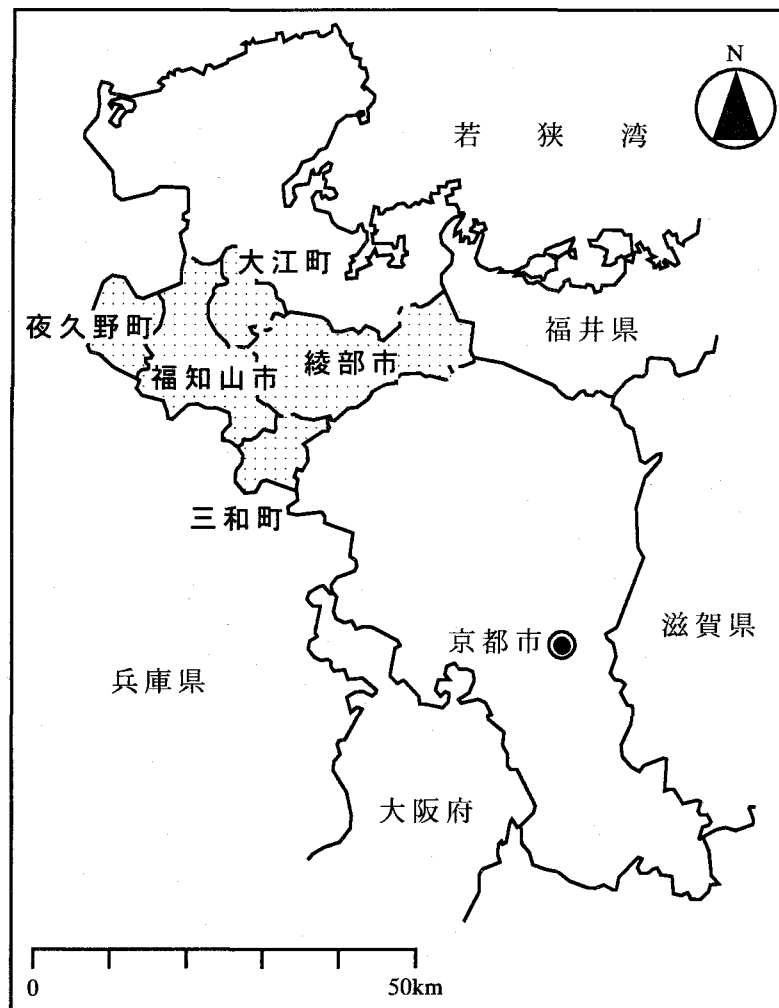 N
若狭湾
大江町
夜久野町
福井県
福知山市
綾部市
三和町
京都市
滋賀県
兵庫県
大阪府
0
50km